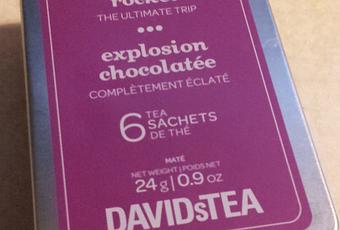 THE ULTIMATE TRIP
explosion
chocolatée
COMPLÈTEMENT ÉCLATÉ
6 TEA
SACHETS
DE THÉ
MATÉ
NET WEIGHT | POIDS NET
24 g | 0.9 oz
DAVIDsTEA